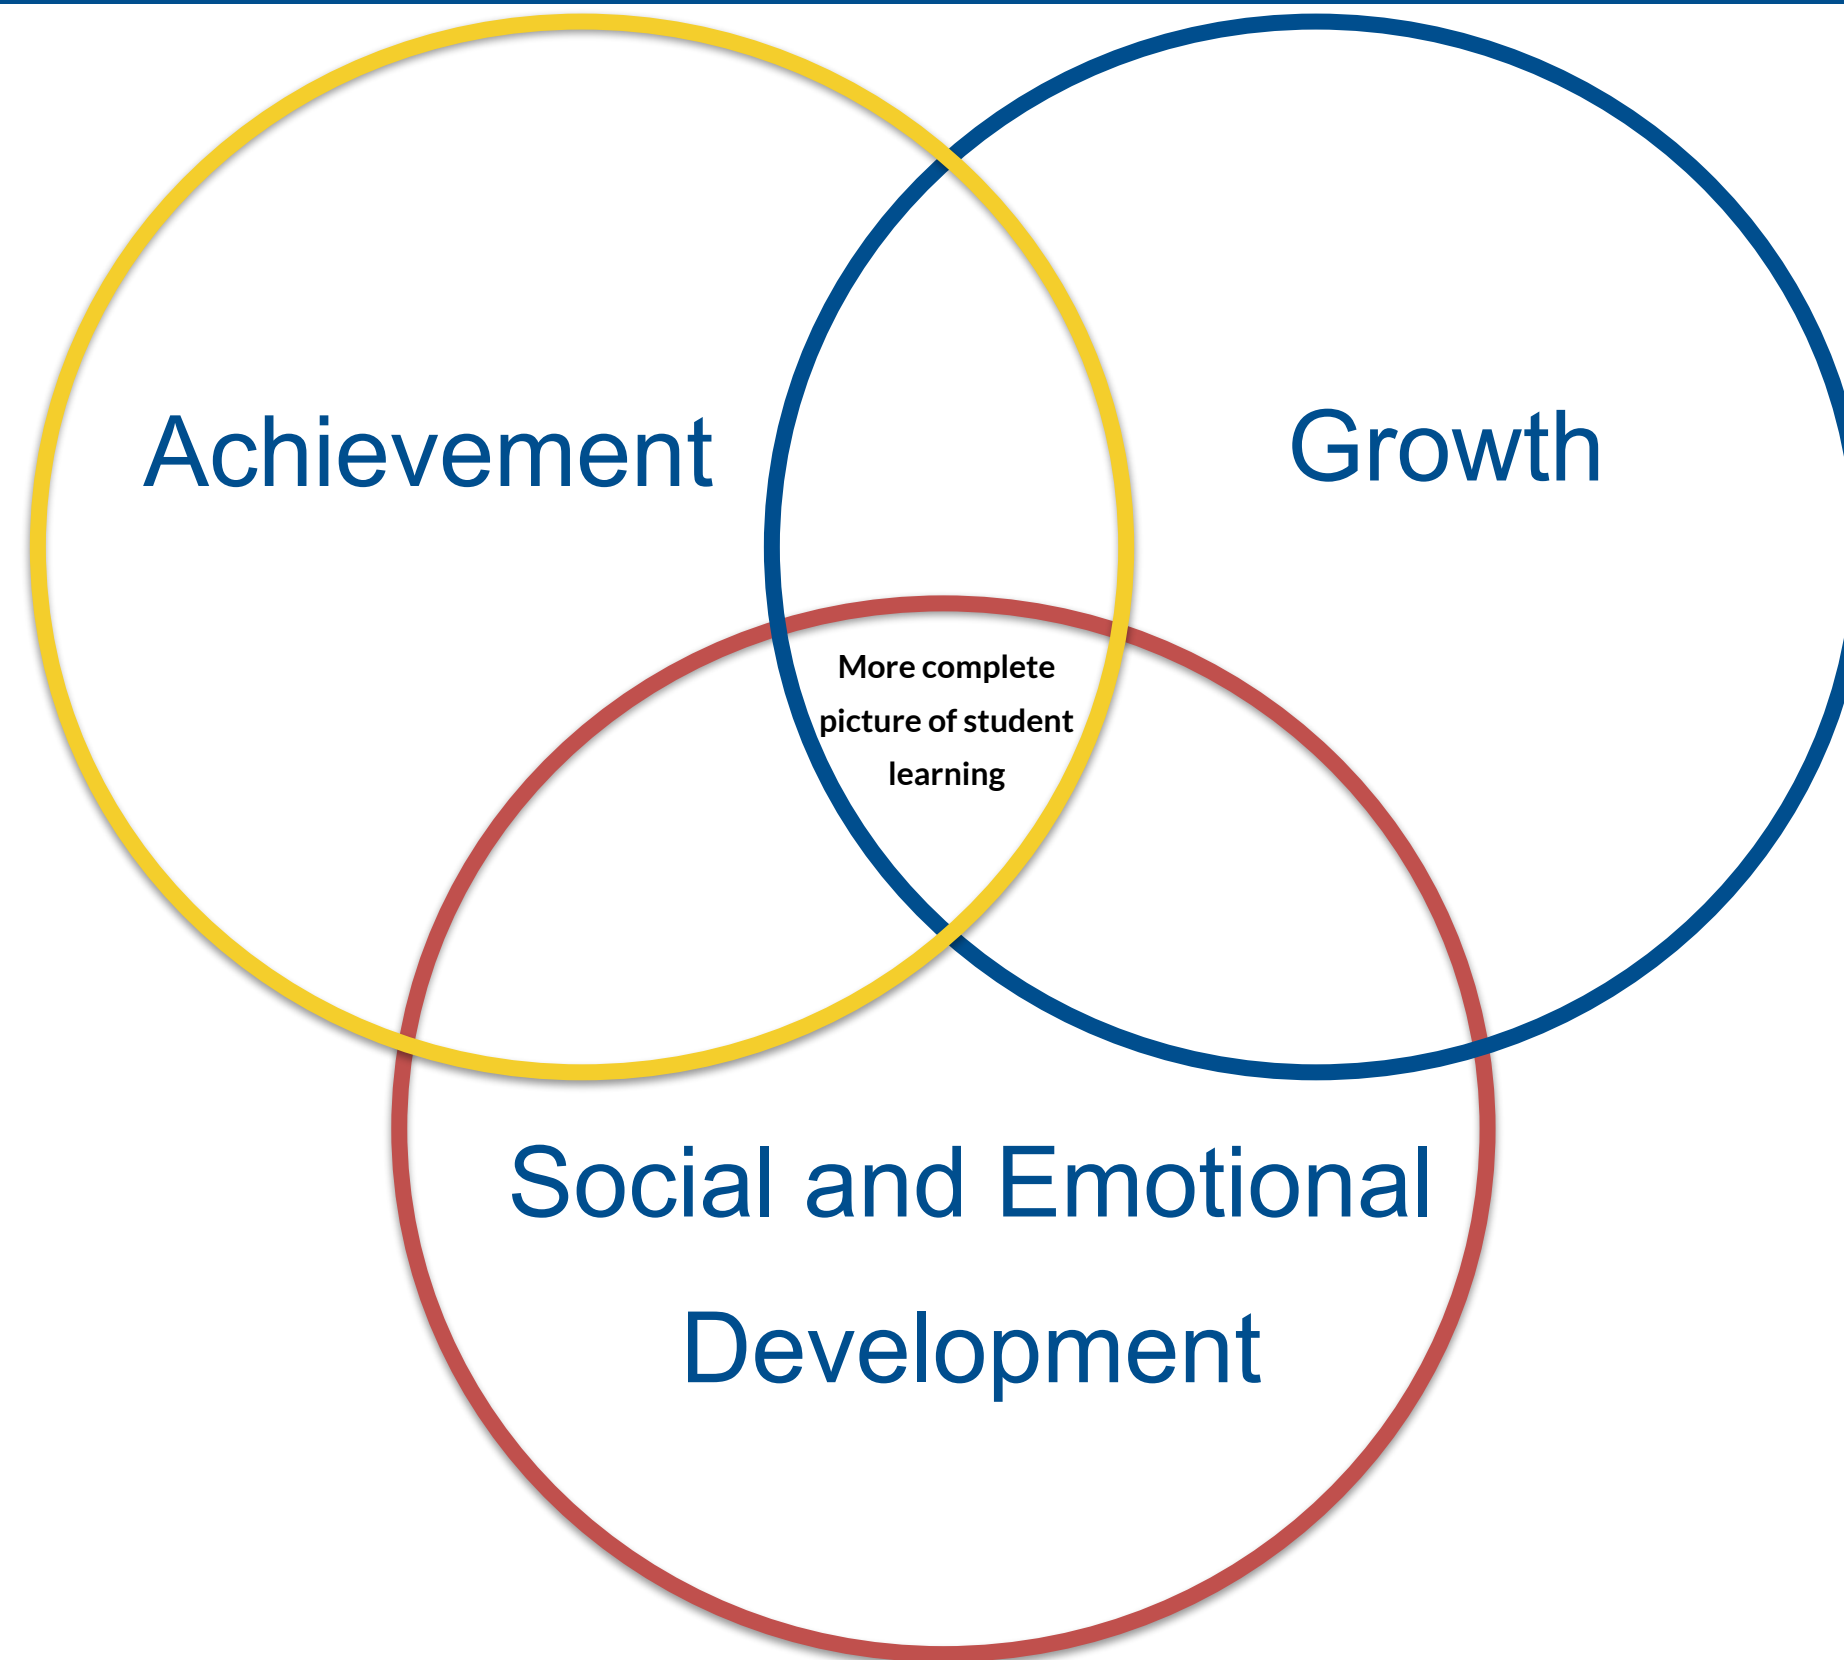 Achievement
Growth
More complete
picture of student
learning
Social and Emotional
Development